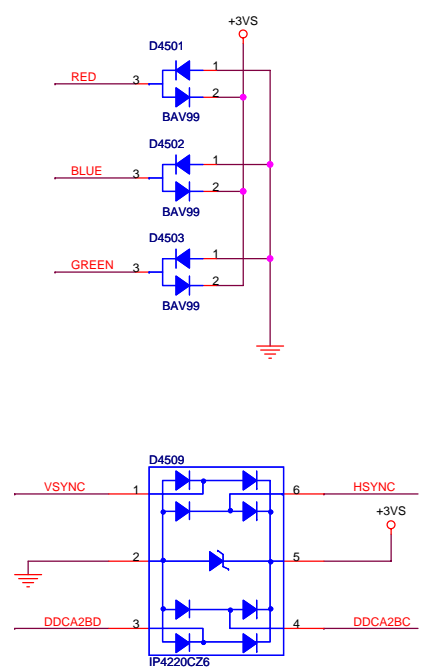 +3VS
D4501
RED 3 1
2
BAV99
D4502
BLUE 3 1
2
BAV99
D4503
GREEN 3 1
2
BAV99
D4509
VSYNC 1 6 HSYNC
+3VS
2 5
DDCA2BD 3 4 DDCA2BC
IP4220CZ6